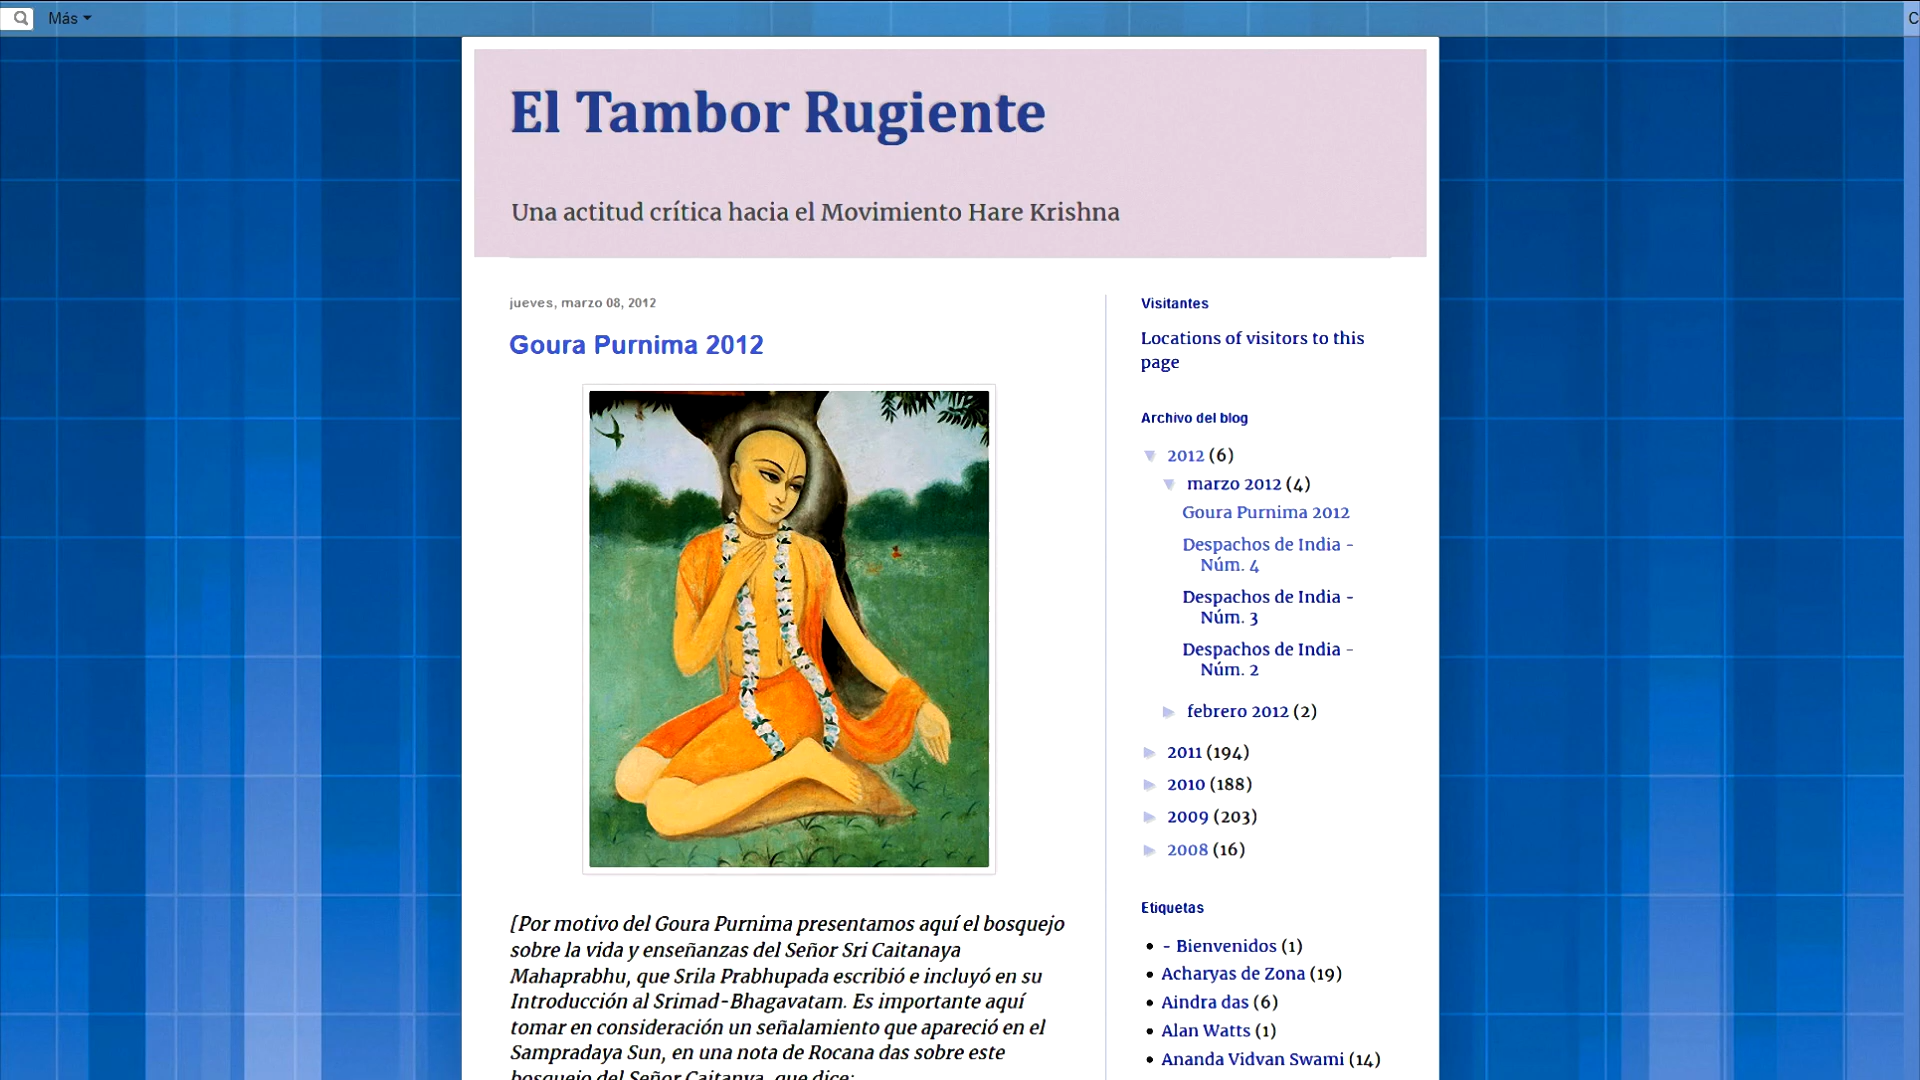 Más
C
El Tambor Rugiente
Una actitud crítica hacia el Movimiento Hare Krishna
jueves, marzo 08, 2012
Goura Purnima 2012
[Por motivo del Goura Purnima presentamos aquí el bosquejo
sobre la vida y enseñanzas del Señor Sri Caitanaya
Mahaprabhu, que Srila Prabhupada escribió e incluyó en su
Introducción al Srimad-Bhagavatam. Es importante aquí
tomar en consideración un señalamiento que apareció en el
Sampradaya Sun, en una nota de Rocana das sobre este
bosquejo del Señor Caitanya, que dice:
Visitantes
Locations of visitors to this
page
Archivo del blog
▼ 2012 (6)
▼ marzo 2012 (4)
Goura Purnima 2012
Despachos de India -
Núm. 4
Despachos de India -
Núm. 3
Despachos de India -
Núm. 2
► febrero 2012 (2)
► 2011 (194)
► 2010 (188)
► 2009 (203)
► 2008 (16)
Etiquetas
• - Bienvenidos (1)
• Acharyas de Zona (19)
• Aindra das (6)
• Alan Watts (1)
• Ananda Vidvan Swami (14)